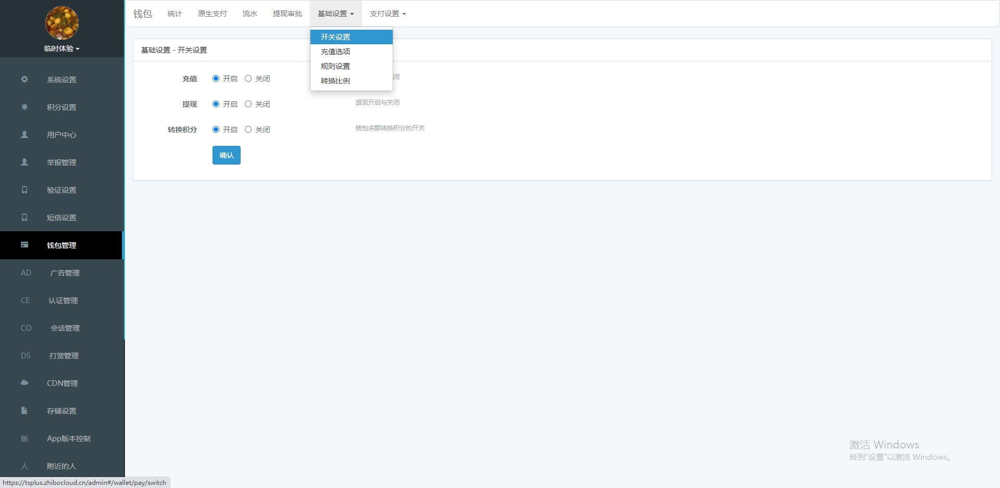 临时体验
系统设置
积分设置
用户中心
举报管理
验证设置
短信设置
钱包管理
AD 广告管理
CE 认证管理
CO 会话管理
DS 打赏管理
CDN管理
存储设置
版 App版本控制
人 附近的人
钱包 统计 原生支付 流水 提现审批 基础设置 支付设置
开关设置
充值选项
规则设置
转换比例
基础设置 - 开关设置
充值 开启 关闭 闭
提现 开启 关闭 提现开启与关闭
转换积分 开启 关闭 钱包余额转换积分的开关
确认
激活 Windows
转到"设置"以激活 Windows。
https://tsplus.zhibocloud.cn/admin#/wallet/pay/switch